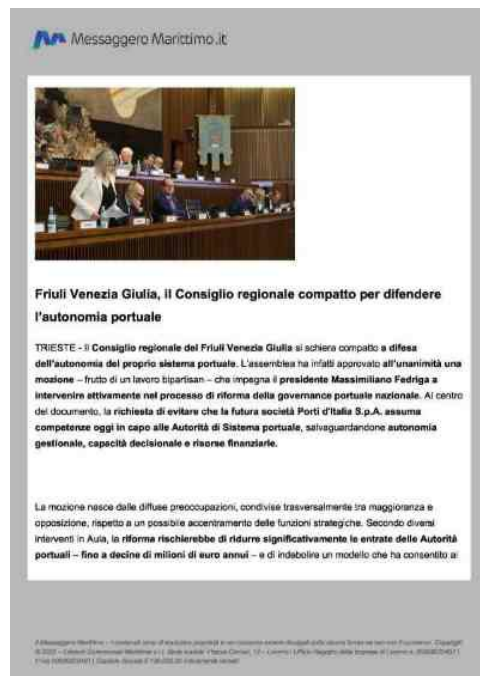 Messaggero Marittimo.it
Friuli Venezia Giulia, il Consiglio regionale compatto per difendere
l'autonomia portuale
TRIESTE - Il Consiglio regionale del Friuli Venezia Giulia si schiera compatto a difesa
dell'autonomia del proprio sistema portuale. L'assemblea ha infatti approvato all'unanimità una
mozione – frutto di un lavoro bipartisan – che impegna il presidente Massimiliano Fedriga a
intervenire attivamente nel processo di riforma della governance portuale nazionale. Al centro
del documento, la richiesta di evitare che la futura società Porti d'Italia S.p.A. assuma
competenze oggi in capo alle Autorità di Sistema portuale, salvaguardandone autonomia
gestionale, capacità decisionale e risorse finanziarie.
La mozione nasce dalle diffuse preoccupazioni, condivise trasversalmente tra maggioranza e
opposizione, rispetto a un possibile accentramento delle funzioni strategiche. Secondo diversi
interventi in Aula, la riforma rischierebbe di ridurre significativamente le entrate delle Autorità
portuali – fino a decine di milioni di euro annui – e di indebolire un modello che ha consentito al